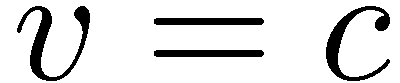 v = c